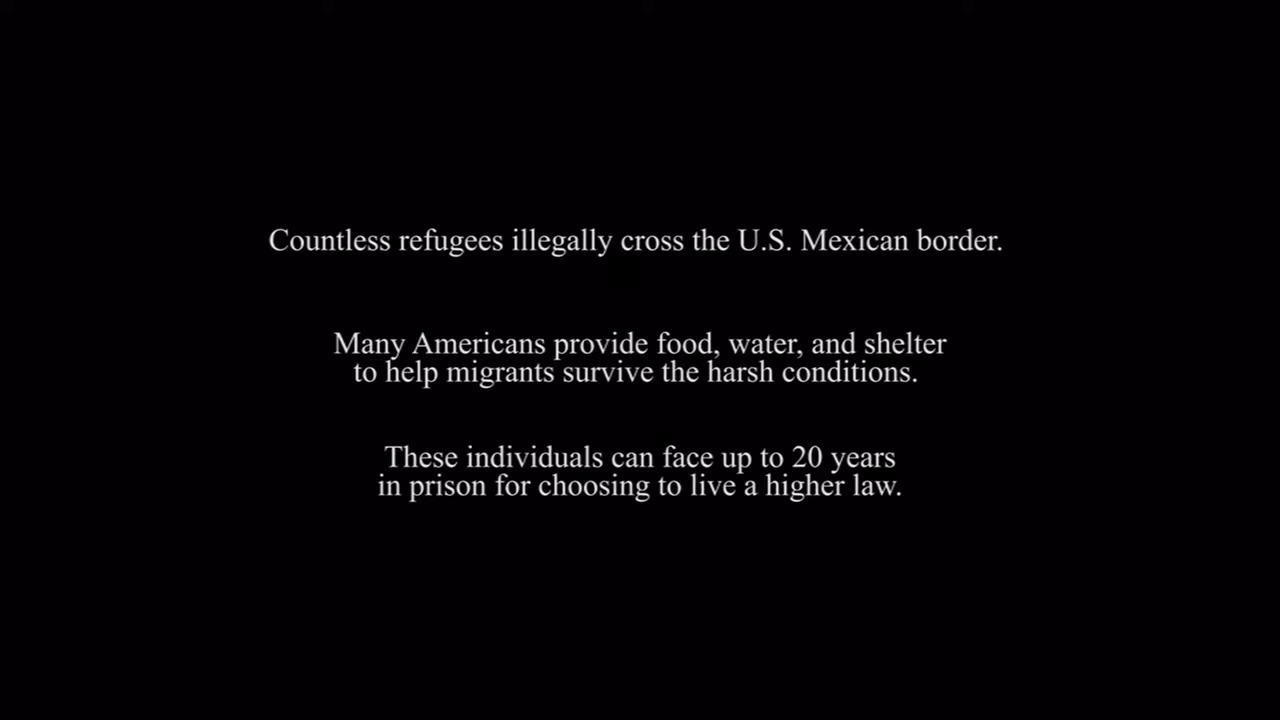 Countless refugees illegally cross the U.S. Mexican border.
Many Americans provide food, water, and shelter
to help migrants survive the harsh conditions.
These individuals can face up to 20 years
in prison for choosing to live a higher law.